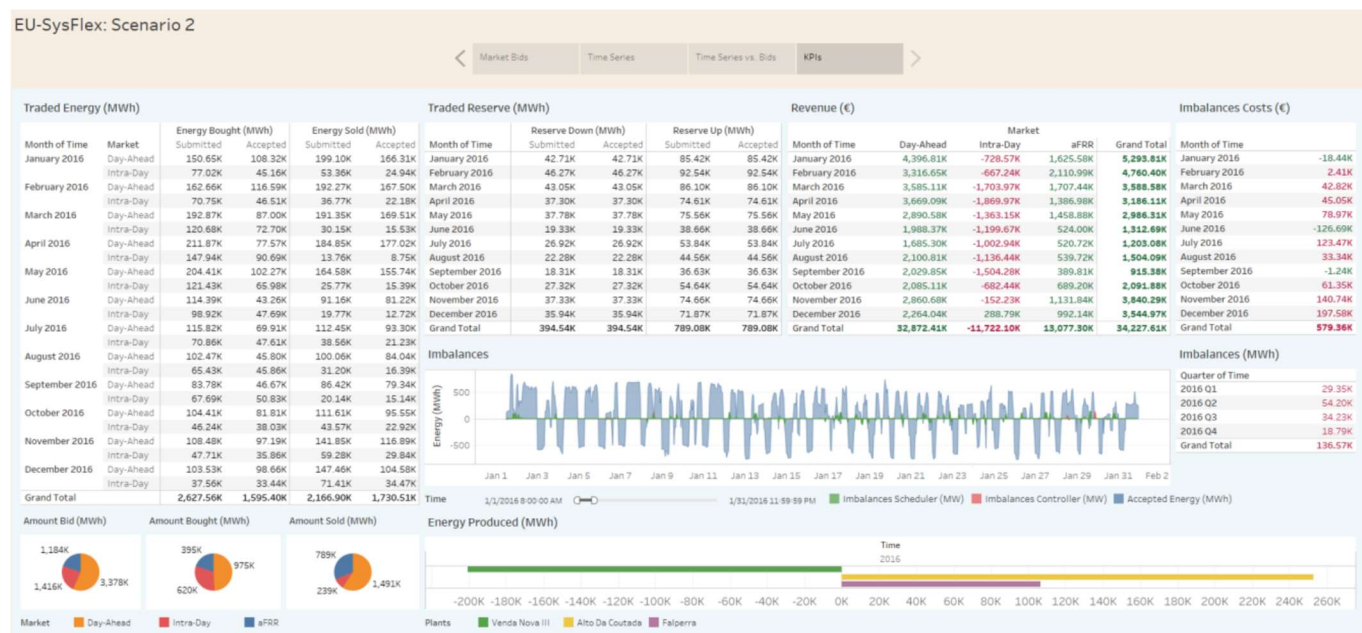 EU-SysFlex: Scenario 2
Market Bids Time Series Time Series vs. Bids KPIs
Traded Energy (MWh)
Energy Bought (MWh) Energy Sold (MWh)
Month of Time Market Submitted Accepted Submitted Accepted
January 2016 Day-Ahead 150.65K 108.32K 199.10K 166.31K
Intra-Day 77.02K 45.16K 53.36K 24.94K
February 2016 Day-Ahead 162.66K 116.59K 192.27K 167.50K
Intra-Day 70.75K 46.51K 36.77K 22.18K
March 2016 Day-Ahead 192.87K 87.00K 191.35K 169.51K
Intra-Day 120.68K 72.70K 30.15K 15.53K
April 2016 Day-Ahead 211.87K 77.57K 184.85K 177.02K
Intra-Day 147.94K 90.69K 13.76K 8.75K
May 2016 Day-Ahead 204.41K 102.27K 164.58K 155.74K
Intra-Day 121.43K 65.98K 25.77K 15.39K
June 2016 Day-Ahead 114.39K 43.26K 91.16K 81.22K
Intra-Day 98.92K 47.69K 19.77K 12.72K
July 2016 Day-Ahead 115.82K 69.91K 112.45K 93.30K
Intra-Day 70.86K 47.61K 38.56K 21.23K
August 2016 Day-Ahead 102.47K 45.80K 100.06K 84.04K
Intra-Day 65.43K 45.86K 31.20K 16.39K
September 2016 Day-Ahead 83.78K 46.67K 86.42K 79.34K
Intra-Day 67.69K 50.83K 20.14K 15.14K
October 2016 Day-Ahead 104.41K 81.81K 111.61K 95.55K
Intra-Day 46.24K 38.03K 43.57K 22.92K
November 2016 Day-Ahead 108.48K 97.19K 141.85K 116.89K
Intra-Day 47.71K 35.86K 59.28K 29.84K
December 2016 Day-Ahead 103.53K 98.66K 147.46K 104.58K
Intra-Day 37.56K 33.44K 71.41K 34.47K
Grand Total 2,627.56K 1,595.40K 2,166.90K 1,730.51K
Traded Reserve (MWh)
Reserve Down (MWh) Reserve Up (MWh)
Month of Time Submitted Accepted Submitted Accepted
January 2016 42.71K 42.71K 85.42K 85.42K
February 2016 46.27K 46.27K 92.54K 92.54K
March 2016 43.05K 43.05K 86.10K 86.10K
April 2016 37.30K 37.30K 74.61K 74.61K
May 2016 37.78K 37.78K 75.56K 75.56K
June 2016 19.33K 19.33K 38.66K 38.66K
July 2016 26.92K 26.92K 53.84K 53.84K
August 2016 22.28K 22.28K 44.56K 44.56K
September 2016 18.31K 18.31K 36.63K 36.63K
October 2016 27.32K 27.32K 54.64K 54.64K
November 2016 37.33K 37.33K 74.66K 74.66K
December 2016 35.94K 35.94K 71.87K 71.87K
Grand Total 394.54K 394.54K 789.08K 789.08K
Revenue (€)
Market
Month of Time Day-Ahead Intra-Day aFRR Grand Total
January 2016 4,396.81K -728.57K 1,625.58K 5,293.81K
February 2016 3,316.65K -667.24K 2,110.99K 4,760.40K
March 2016 3,585.11K -1,703.97K 1,707.44K 3,588.58K
April 2016 3,669.09K -1,869.97K 1,386.98K 3,186.11K
May 2016 2,890.58K -1,363.15K 1,458.88K 2,986.31K
June 2016 1,988.37K -1,199.67K 524.00K 1,312.69K
July 2016 1,685.30K -1,002.94K 520.72K 1,203.08K
August 2016 2,100.81K -1,136.44K 539.72K 1,504.09K
September 2016 2,029.85K -1,504.28K 389.81K 915.38K
October 2016 2,085.11K -682.44K 689.20K 2,091.88K
November 2016 2,860.68K -152.23K 1,131.84K 3,840.29K
December 2016 2,264.04K 288.79K 992.14K 3,544.97K
Grand Total 32,872.41K -11,722.10K 13,077.30K 34,227.61K
Imbalances Costs (€)
Month of Time
January 2016 -18.44K
February 2016 2.41K
March 2016 42.82K
April 2016 45.05K
May 2016 78.97K
June 2016 -126.69K
July 2016 123.47K
August 2016 33.34K
September 2016 -1.24K
October 2016 61.35K
November 2016 140.74K
December 2016 197.58K
Grand Total 579.36K
Imbalances
Energy (MWh)
500
0
-500
Jan 1 Jan 3 Jan 5 Jan 7 Jan 9 Jan 11 Jan 13 Jan 15 Jan 17 Jan 19 Jan 21 Jan 23 Jan 25 Jan 27 Jan 29 Jan 31 Feb 2
Time 1/1/2016 8:00:00 AM 1/31/2016 11:59:59 PM Imbalances Scheduler (MW) Imbalances Controller (MW) Accepted Energy (MWh)
Imbalances (MWh)
Quarter of Time
2016 Q1 29.35K
2016 Q2 54.20K
2016 Q3 34.23K
2016 Q4 18.79K
Grand Total 136.57K
Amount Bid (MWh)
1,184K
1,416K 3,378K
Amount Bought (MWh)
395K
975K
620K
Amount Sold (MWh)
789K
239K 1,491K
Market Day-Ahead Intra-Day aFRR
Energy Produced (MWh)
Time
2016
-200K -180K -160K -140K -120K -100K -80K -60K -40K -20K 0K 20K 40K 60K 80K 100K 120K 140K 160K 180K 200K 220K 240K 260K
Plants Venda Nova III Alto Da Coutada Falperra